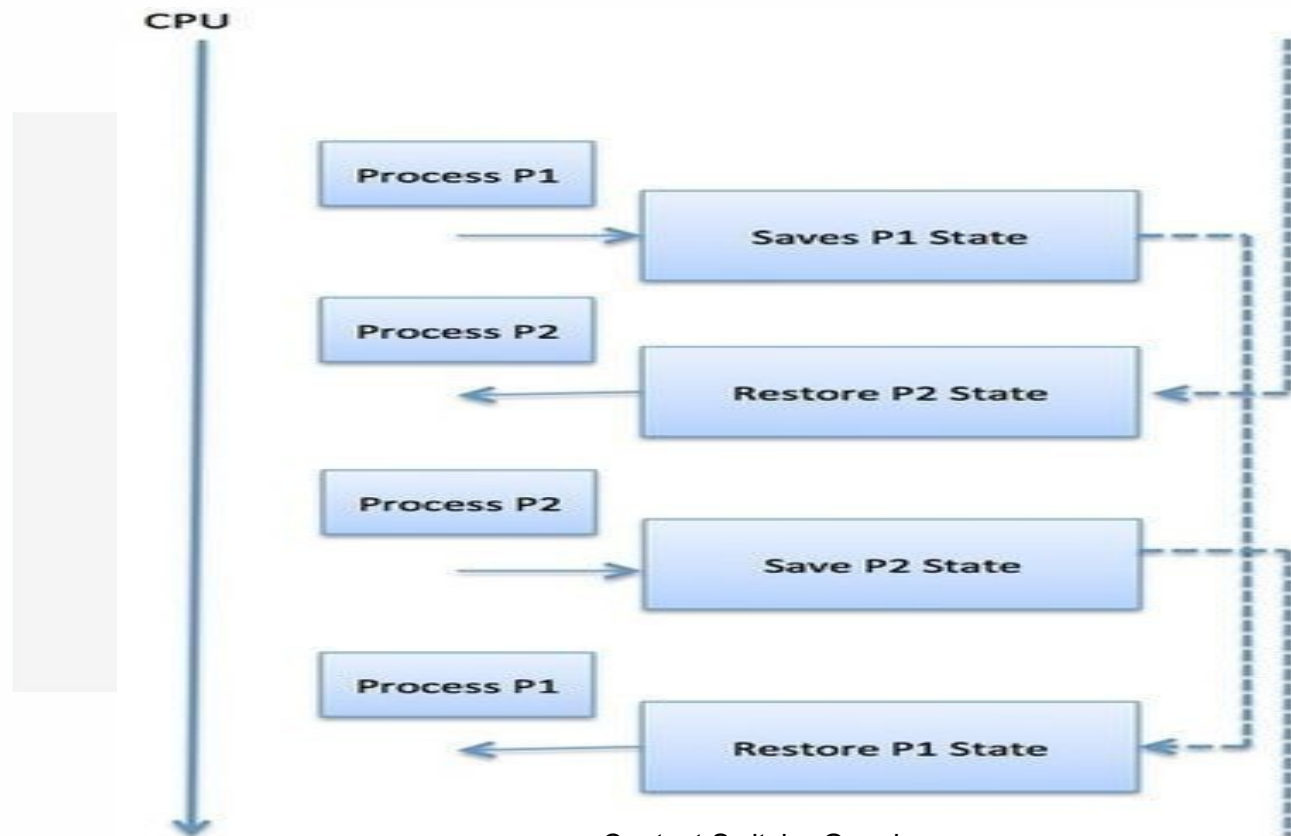 CPU
Process P1
Saves P1 State
Process P2
Restore P2 State
Process P2
Save P2 State
Process P1
Restore P1 State